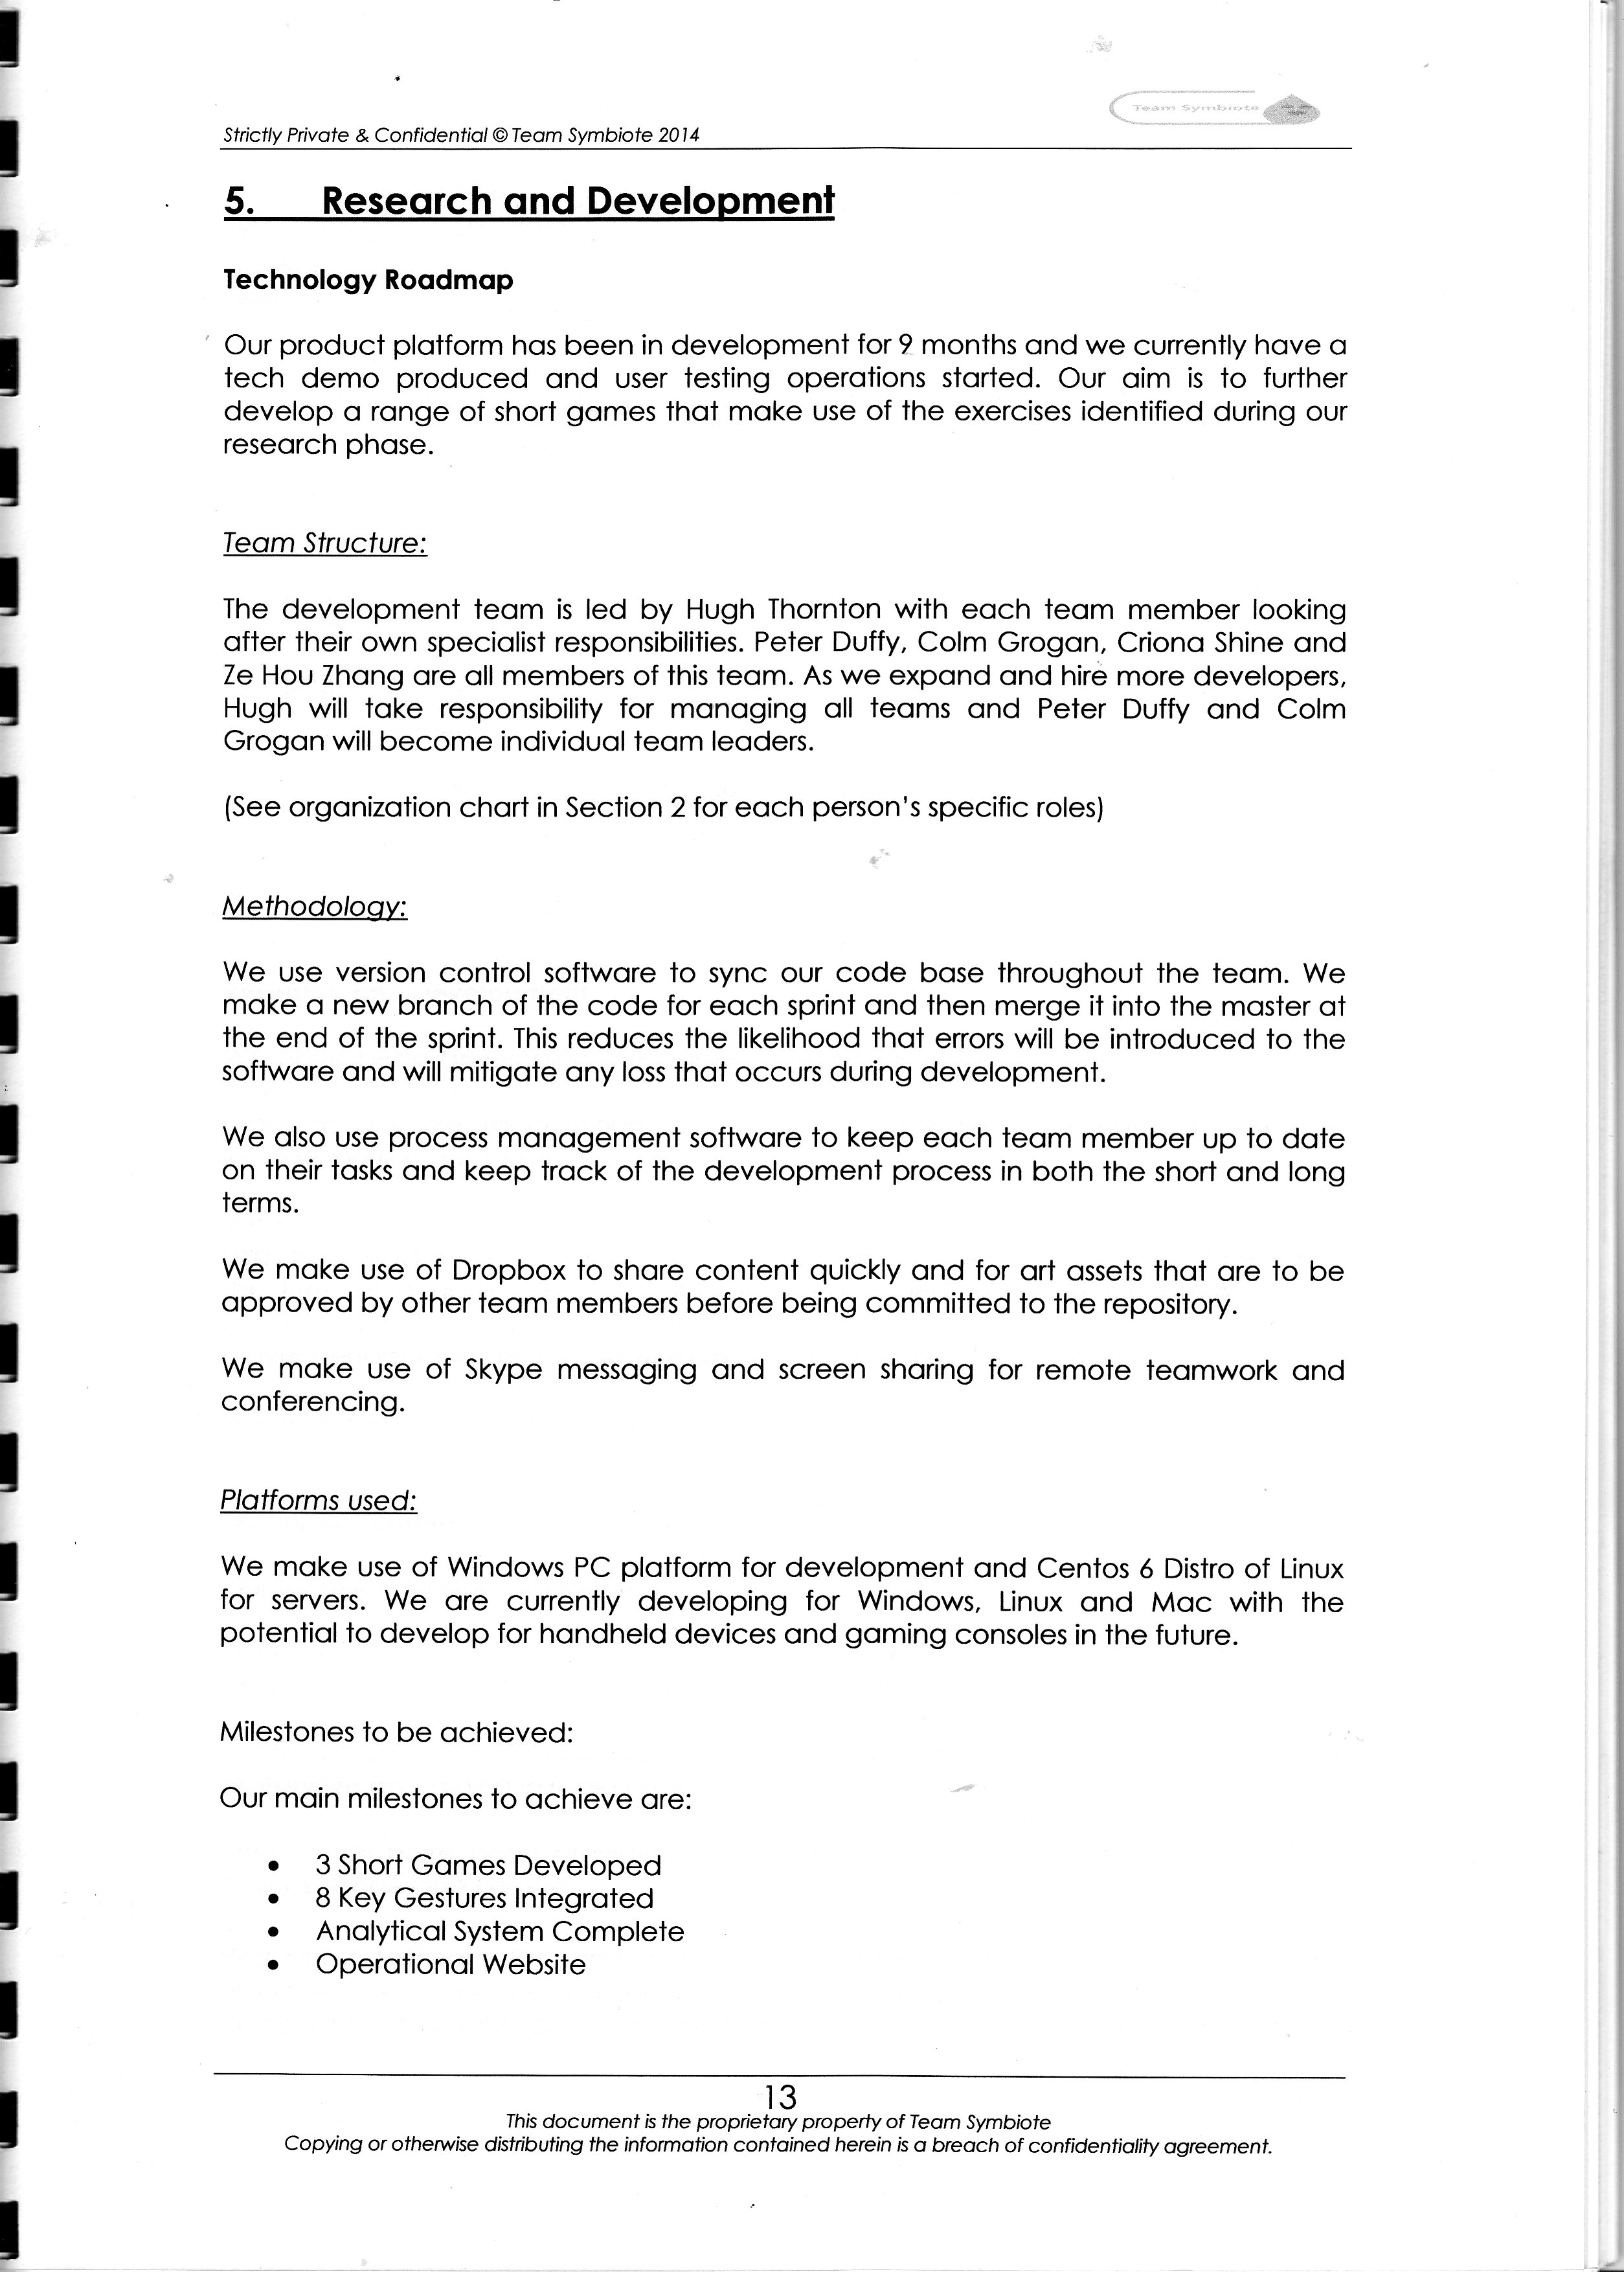 Team Symbiote
Strictly Private & Confidential © Team Symbiote 2014
5. Research and Development
Technology Roadmap
Our product platform has been in development for 9 months and we currently have a
tech demo produced and user testing operations started. Our aim is to further
develop a range of short games that make use of the exercises identified during our
research phase.
Team Structure:
The development team is led by Hugh Thornton with each team member looking
after their own specialist responsibilities. Peter Duffy, Colm Grogan, Criona Shine and
Ze Hou Zhang are all members of this team. As we expand and hire more developers,
Hugh will take responsibility for managing all teams and Peter Duffy and Colm
Grogan will become individual team leaders.
(See organization chart in Section 2 for each person's specific roles)
Methodology:
We use version control software to sync our code base throughout the team. We
make a new branch of the code for each sprint and then merge it into the master at
the end of the sprint. This reduces the likelihood that errors will be introduced to the
software and will mitigate any loss that occurs during development.
We also use process management software to keep each team member up to date
on their tasks and keep track of the development process in both the short and long
terms.
We make use of Dropbox to share content quickly and for art assets that are to be
approved by other team members before being committed to the repository.
We make use of Skype messaging and screen sharing for remote teamwork and
conferencing.
Platforms used:
We make use of Windows PC platform for development and Centos 6 Distro of Linux
for servers. We are currently developing for Windows, Linux and Mac with the
potential to develop for handheld devices and gaming consoles in the future.
Milestones to be achieved:
Our main milestones to achieve are:
• 3 Short Games Developed
• 8 Key Gestures Integrated
• Analytical System Complete
• Operational Website
13
This document is the proprietary property of Team Symbiote
Copying or otherwise distributing the information contained herein is a breach of confidentiality agreement.